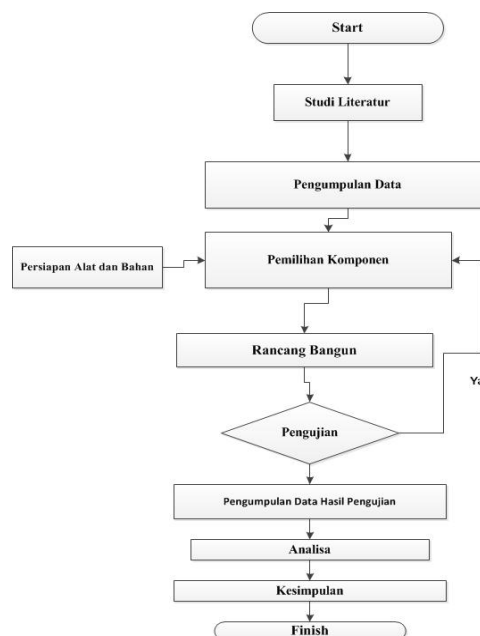 Start
Studi Literatur
Pengumpulan Data
Persiapan Alat dan Bahan
Pemilihan Komponen
Rancang Bangun
Ya
Pengujian
Pengumpulan Data Hasil Pengujian
Analisa
Kesimpulan
Finish